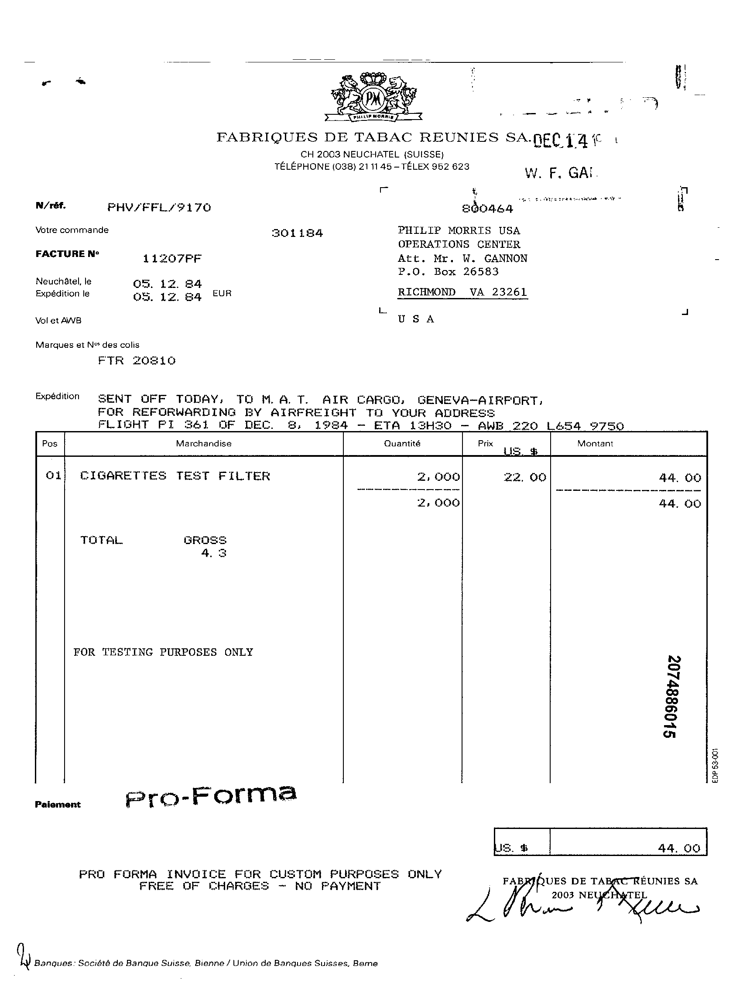 PM
PHILIP MORRIS
FABRIQUES DE TABAC REUNIES SA.
DEC 14
CH 2003 NEUCHATEL (SUISSE)
TÉLÉPHONE (038) 21 11 45 – TÉLEX 952 623
W. F. GAI
N/réf. PHV/FFL/9170
800464
Votre commande 301184
PHILIP MORRIS USA
OPERATIONS CENTER
FACTURE No 11207PF
Att. Mr. W. GANNON
P.O. Box 26583
Neuchâtel, le 05. 12. 84
Expédition le 05. 12. 84 EUR
RICHMOND VA 23261
Vol et AWB
U S A
Marques et Nos des colis
FTR 20810
Expédition SENT OFF TODAY, TO M.A.T. AIR CARGO, GENEVA-AIRPORT,
FOR REFORWARDING BY AIRFREIGHT TO YOUR ADDRESS
FLIGHT PI 361 OF DEC. 8, 1984 - ETA 13H30 - AWB 220 L654 9750
Pos Marchandise Quantité Prix US. $ Montant
01 CIGARETTES TEST FILTER 2,000 22.00 44.00
2,000 44.00
TOTAL GROSS
4.3
FOR TESTING PURPOSES ONLY
2074886015
EDP 53-001
Paiement Pro-Forma
US. $ 44.00
PRO FORMA INVOICE FOR CUSTOM PURPOSES ONLY
FREE OF CHARGES - NO PAYMENT
FABRIQUES DE TABAC RÉUNIES SA
2003 NEUCHATEL
Banques: Société de Banque Suisse, Bienne / Union de Banques Suisses, Berne